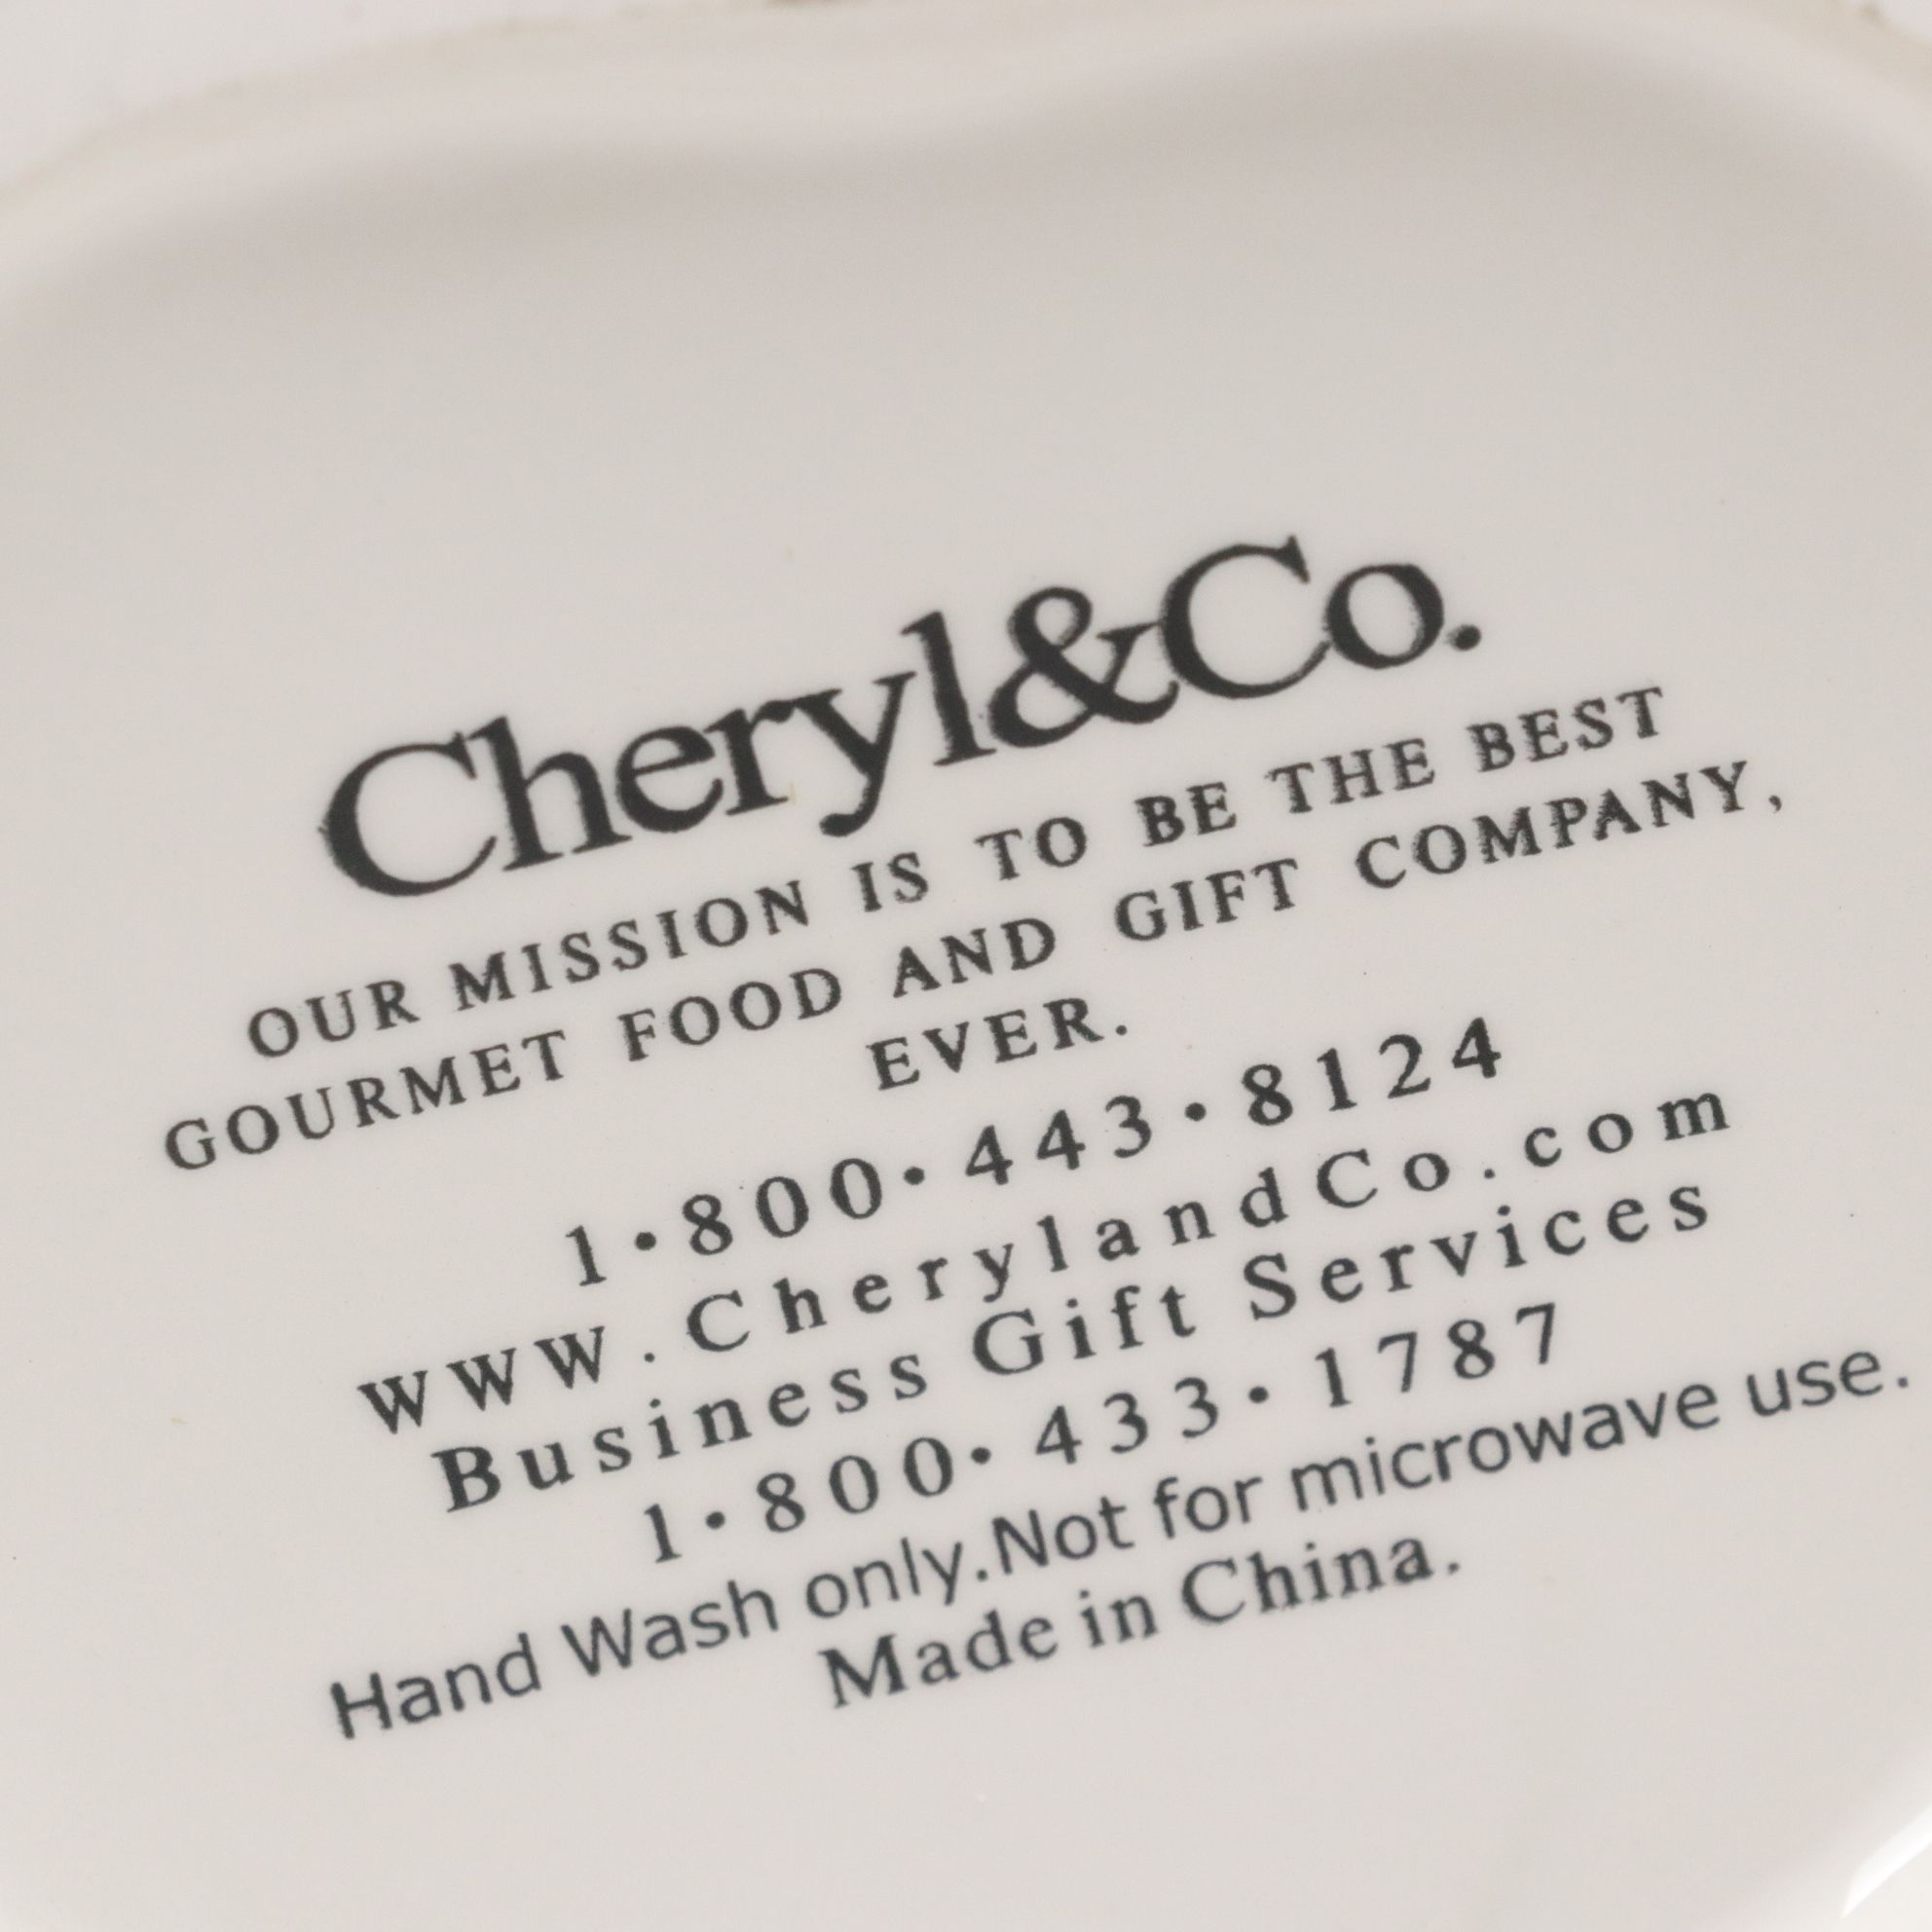 Cheryl&Co.
OUR MISSION IS TO BE THE BEST
GOURMET FOOD AND GIFT COMPANY,
EVER.
1•800•443•8124
www.CherylandCo.com
Business Gift Services
1•800•433•1787
Hand Wash only.Not for microwave use.
Made in China.